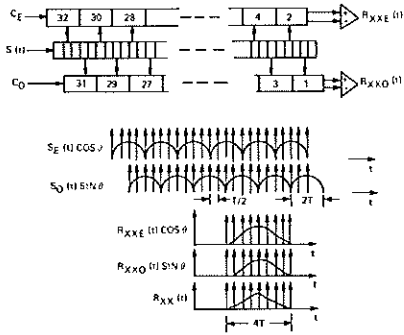 C_E 32 30 28 4 2 R_XXE(t)
S(t)
C_O 31 29 27 3 1 R_XXO(t)
S_E(t) COS θ
t
S_O(t) SIN θ
T/2 2T t
R_XXE(t) COS θ
t
R_XXO(t) SIN θ
t
R_XX(t)
t
4T